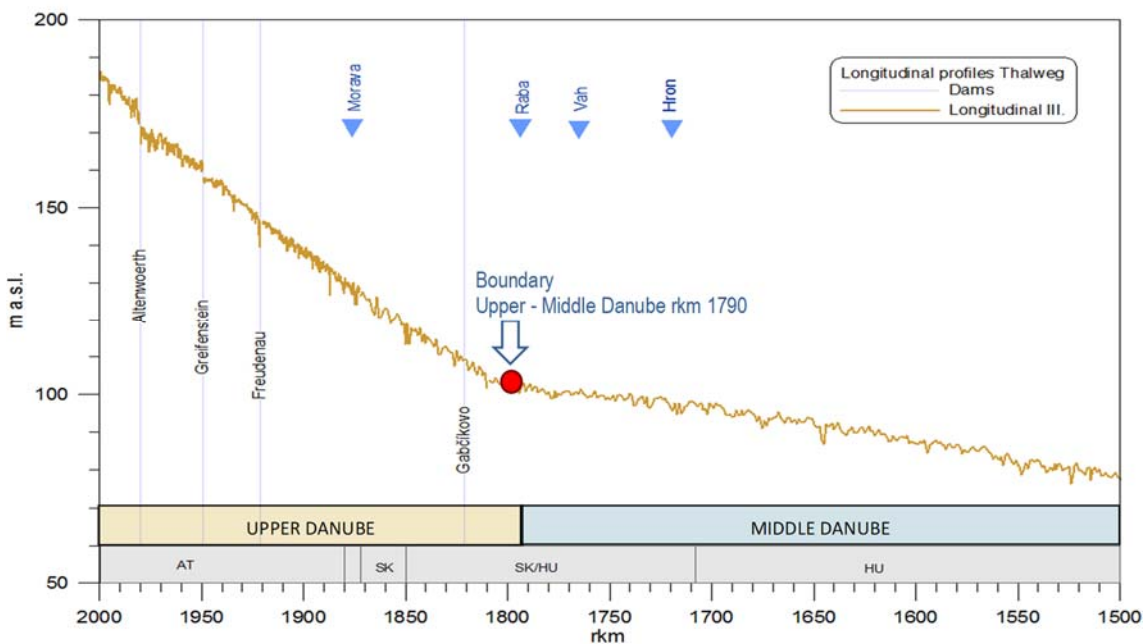 200
150
100
50
m a.s.l.
Morava
Raba
Vah
Hron
Longitudinal profiles Thalweg
Dams
Longitudinal III.
Altenwoerth
Greifenstein
Freudenau
Gabčíkovo
Boundary
Upper - Middle Danube rkm 1790
UPPER DANUBE
MIDDLE DANUBE
AT
SK
SK/HU
HU
2000
1950
1900
1850
1800
1750
1700
1650
1600
1550
1500
rkm